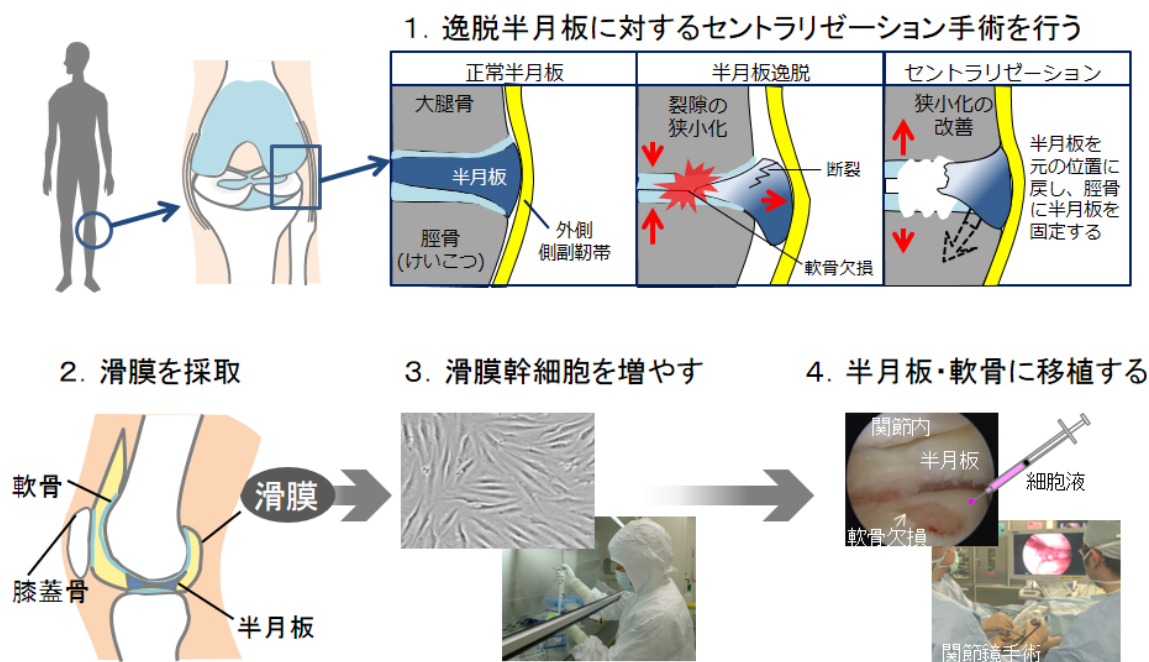 1. 逸脱半月板に対するセントラリゼーション手術を行う
正常半月板
大腿骨
半月板
脛骨
(けいこつ)
外側
側副靭帯
半月板逸脱
裂隙の
狭小化
断裂
軟骨欠損
セントラリゼーション
狭小化の
改善
半月板を
元の位置に
戻し、脛骨
に半月板を
固定する
2. 滑膜を採取
軟骨
滑膜
膝蓋骨
半月板
3. 滑膜幹細胞を増やす
4. 半月板・軟骨に移植する
関節内
半月板
細胞液
軟骨欠損
関節鏡手術